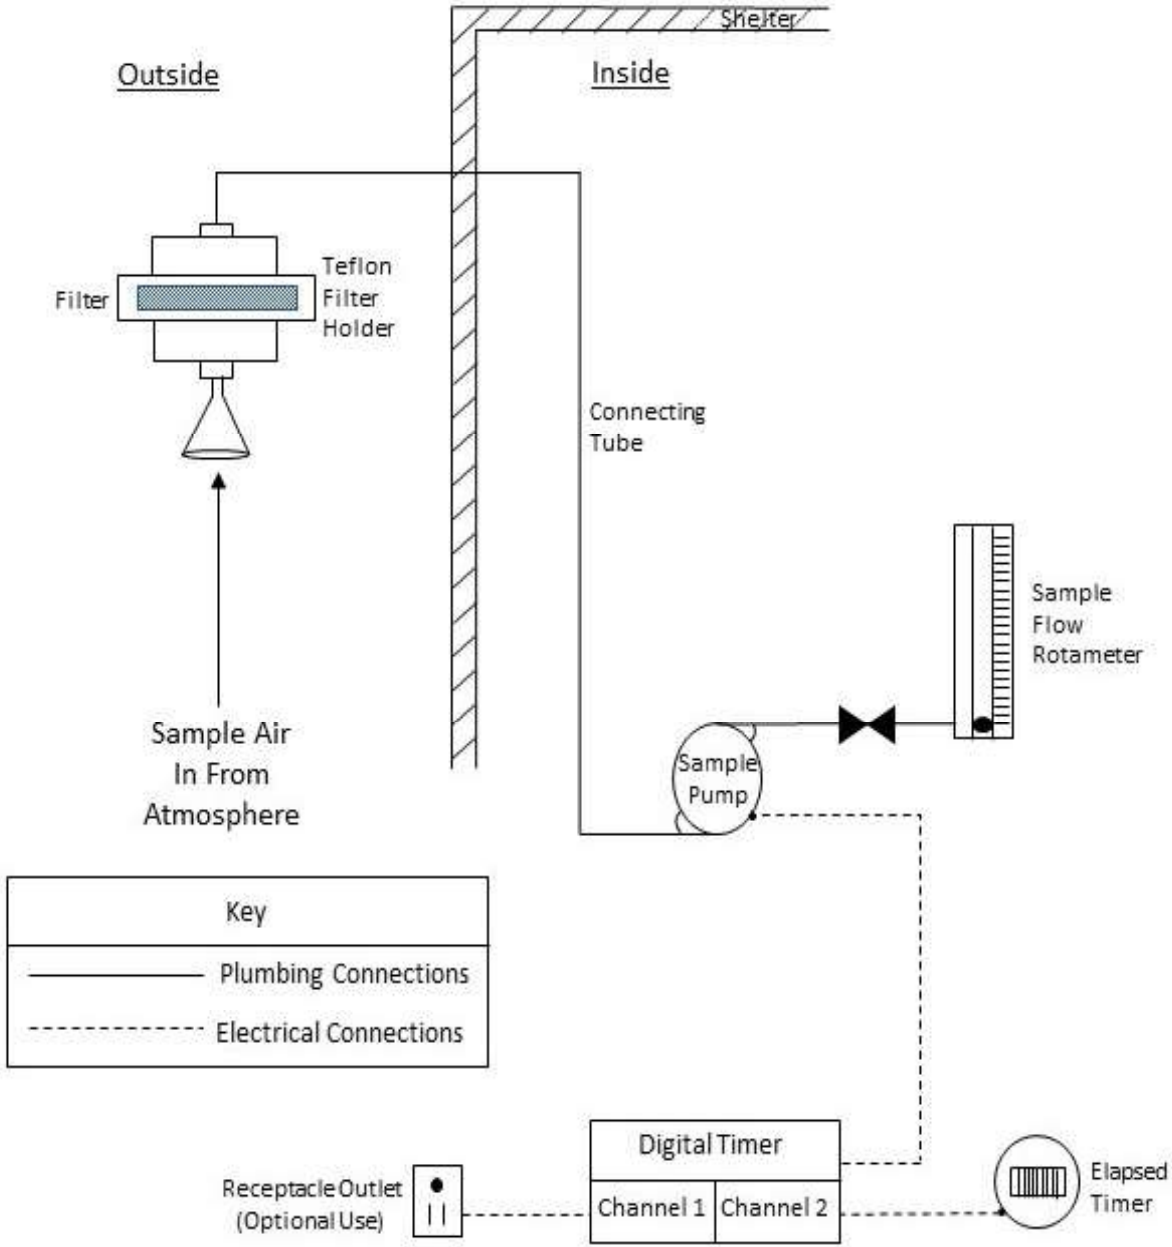 Shelter
Outside
Inside
Filter
Teflon
Filter
Holder
Connecting
Tube
Sample
Flow
Rotameter
Sample Air
In From
Atmosphere
Sample
Pump
Key
Plumbing Connections
Electrical Connections
Digital Timer
Channel 1
Channel 2
Receptacle Outlet
(Optional Use)
Elapsed
Timer